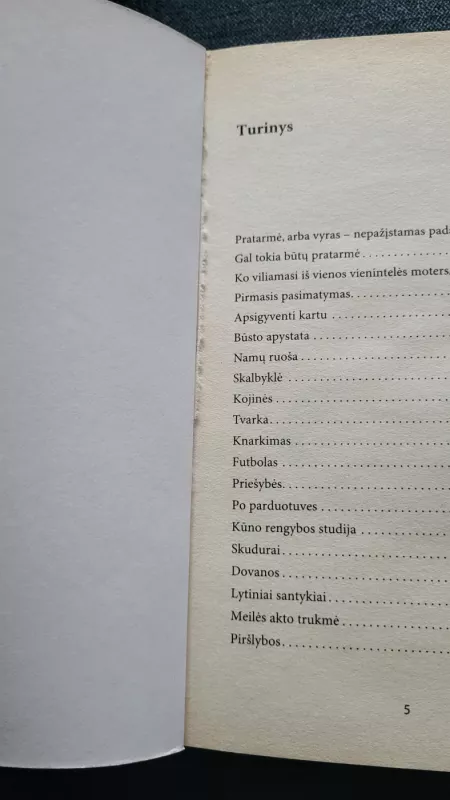 Turinys
Pratarmė, arba vyras – nepažįstamas
Gal tokia būtų pratarmė
Ko viliamasi iš vienos vienintelės moters
Pirmasis pasimatymas
Apsigyventi kartu
Būsto apystata
Namų ruoša
Skalbyklė
Kojinės
Tvarka
Knarkimas
Futbolas
Priešybės
Po parduotuves
Kūno rengybos studija
Skudurai
Dovanos
Lytiniai santykiai
Meilės akto trukmė
Piršlybos
5